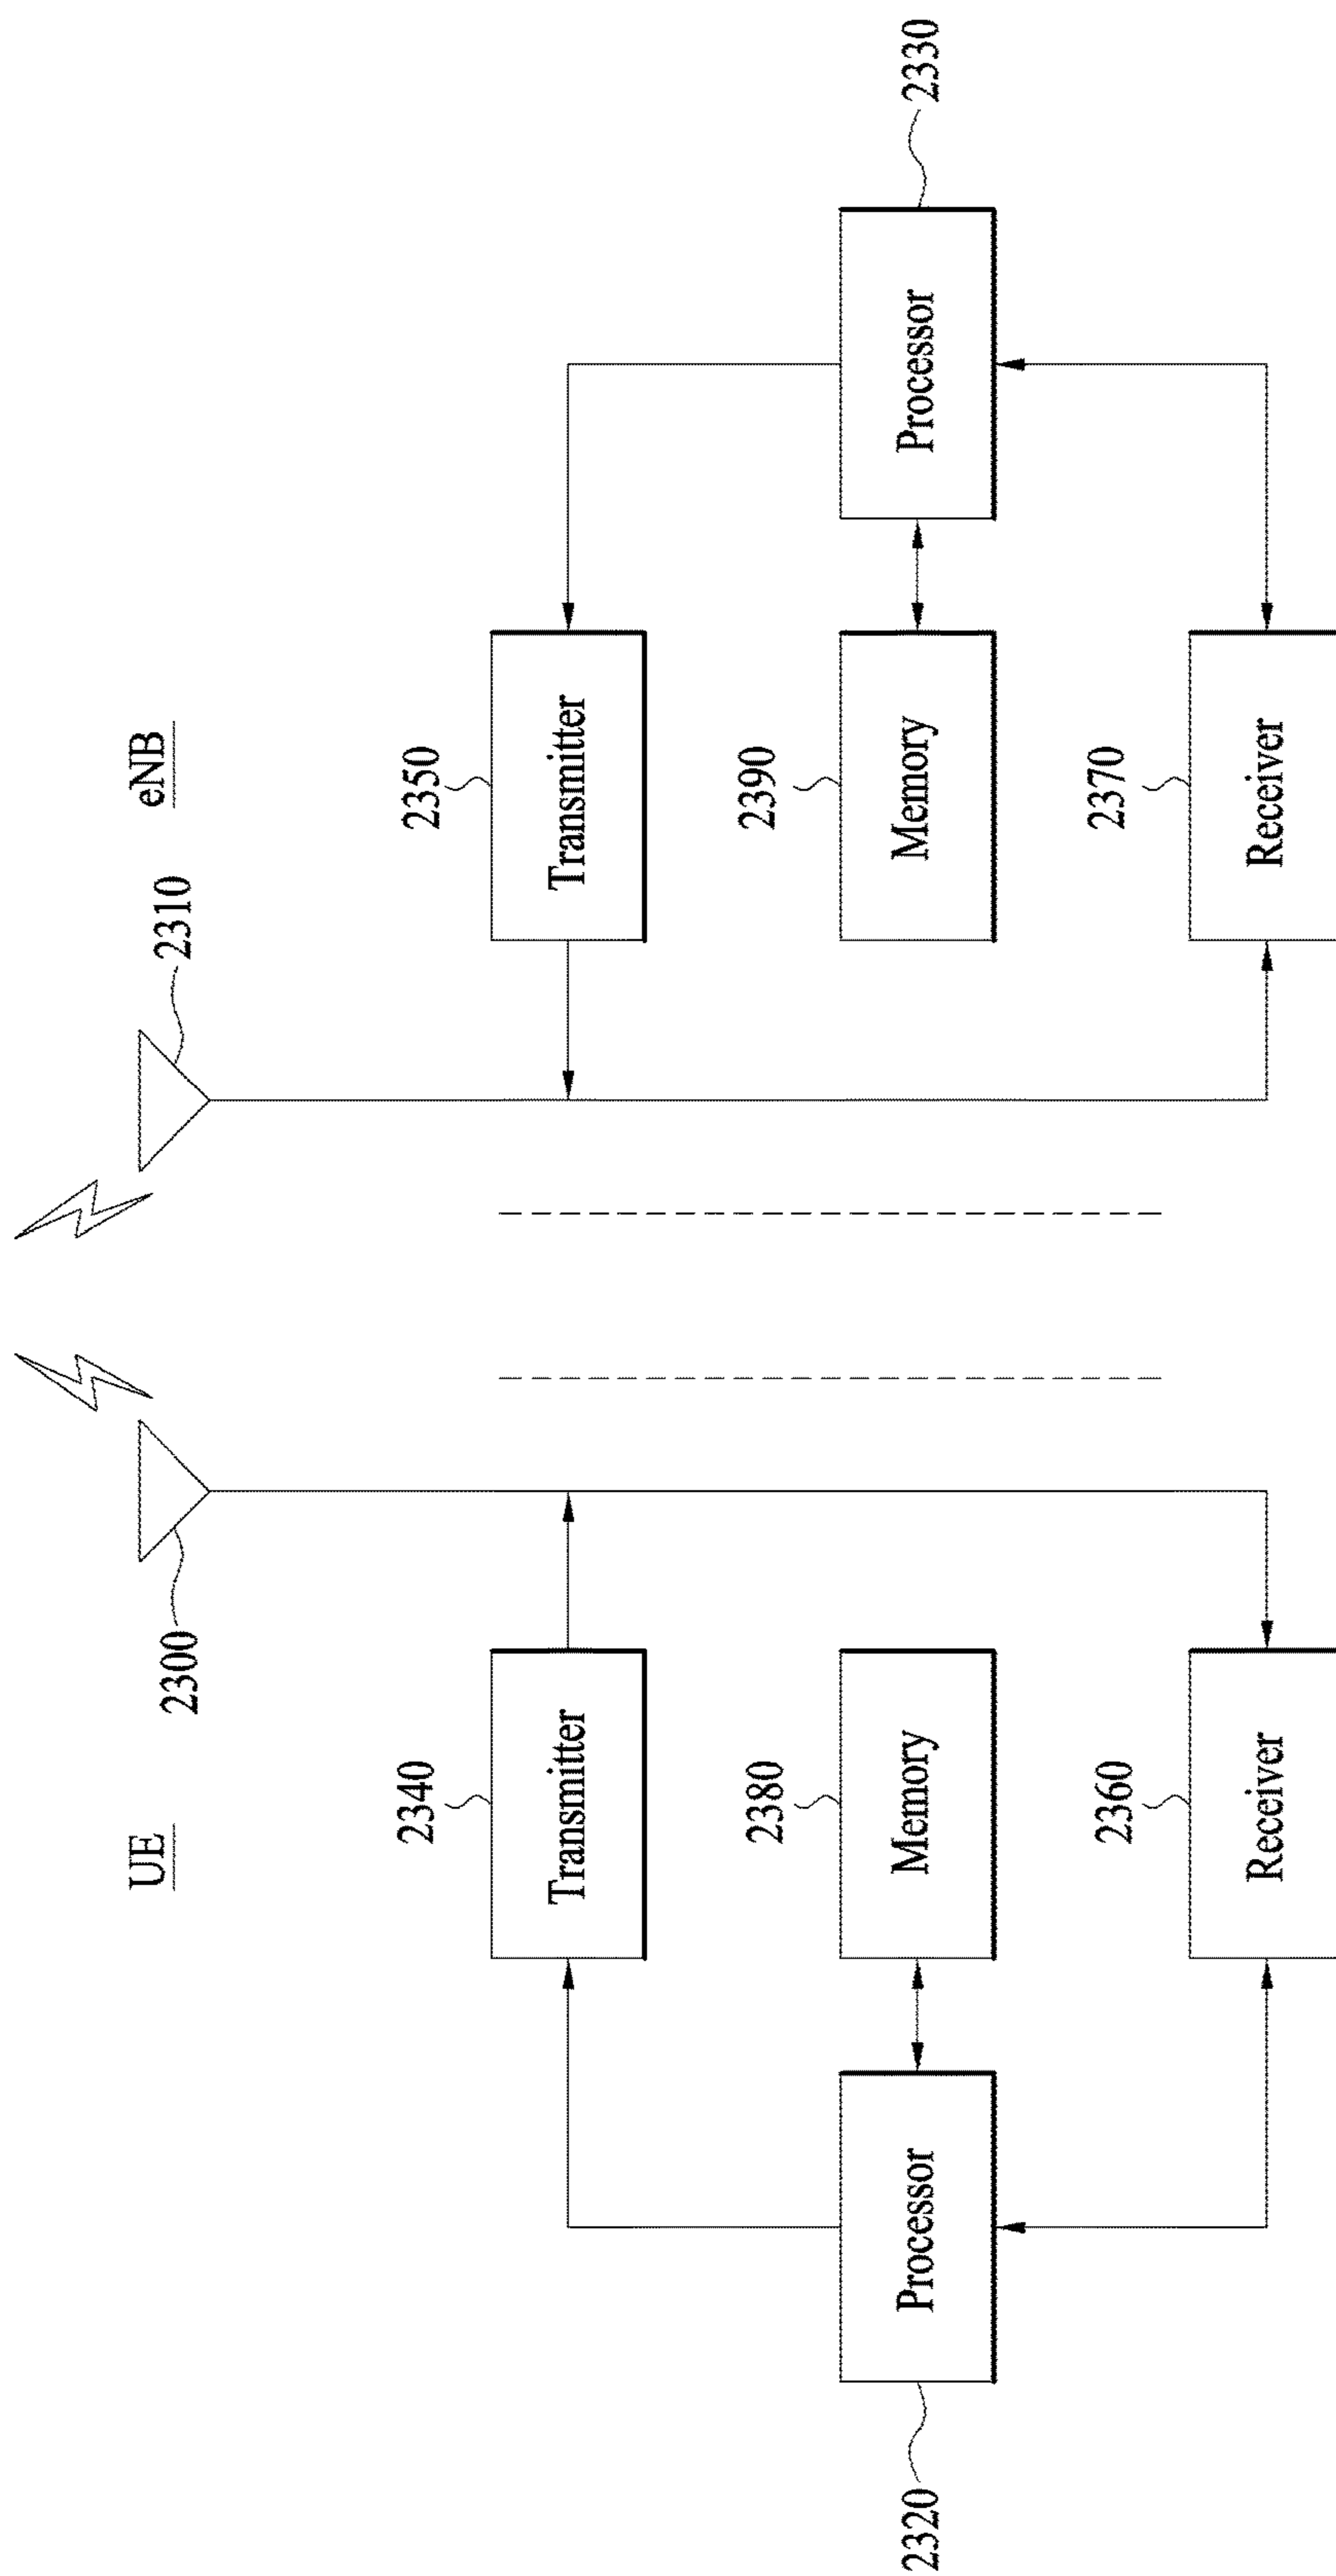 UE
eNB
2300
2310
2340
Transmitter
2350
Transmitter
2320
Processor
2380
Memory
2390
Memory
Processor
2330
2360
Receiver
2370
Receiver